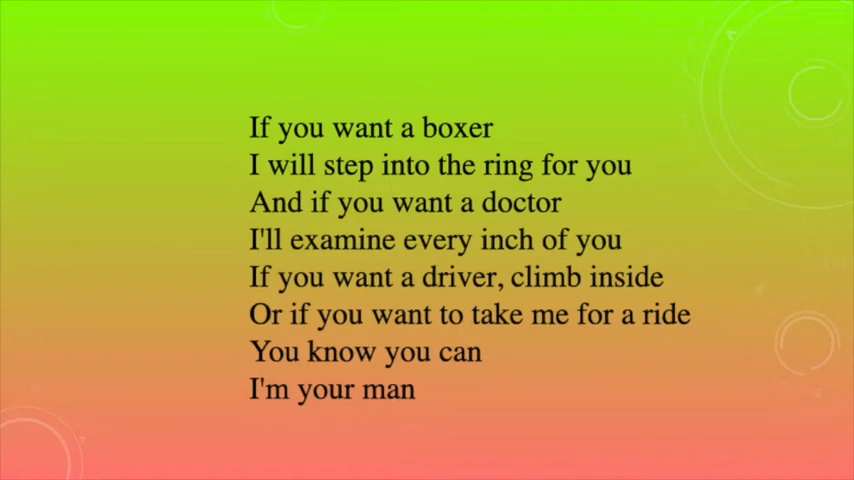 If you want a boxer
I will step into the ring for you
And if you want a doctor
I'll examine every inch of you
If you want a driver, climb inside
Or if you want to take me for a ride
You know you can
I'm your man